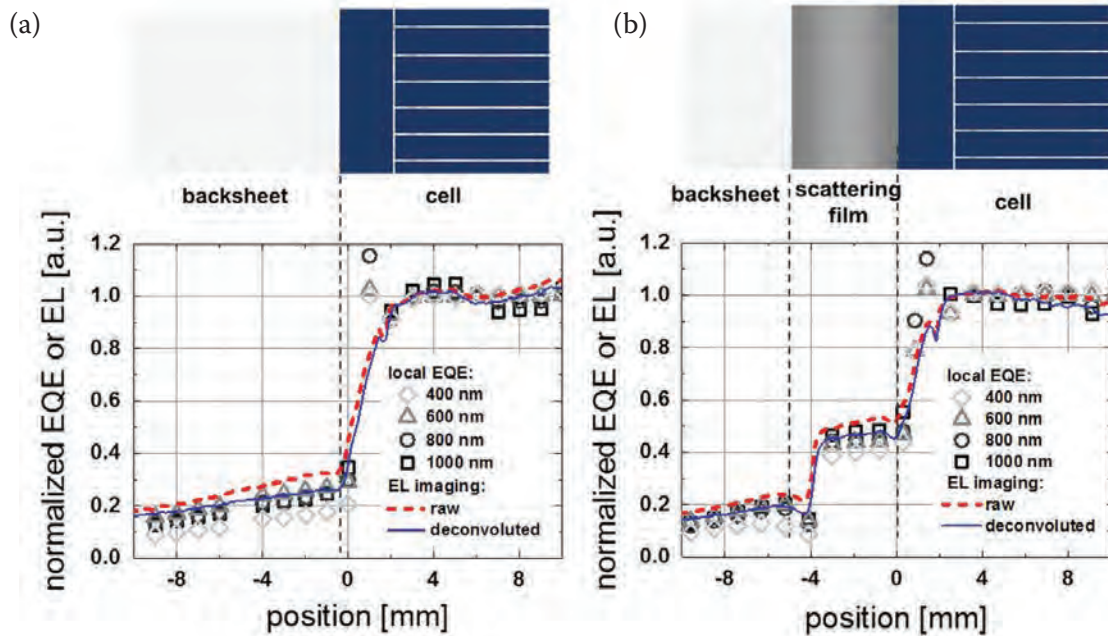 (a)
backsheet
cell
normalized EQE or EL [a.u.]
1.2
1.0
0.8
0.6
0.4
0.2
0.0
local EQE:
400 nm
600 nm
800 nm
1000 nm
EL imaging:
raw
deconvoluted
-8
-4
0
4
8
position [mm]
(b)
backsheet
scattering
film
cell
normalized EQE or EL [a.u.]
1.2
1.0
0.8
0.6
0.4
0.2
0.0
local EQE:
400 nm
600 nm
800 nm
1000 nm
EL imaging:
raw
deconvoluted
-8
-4
0
4
8
position [mm]